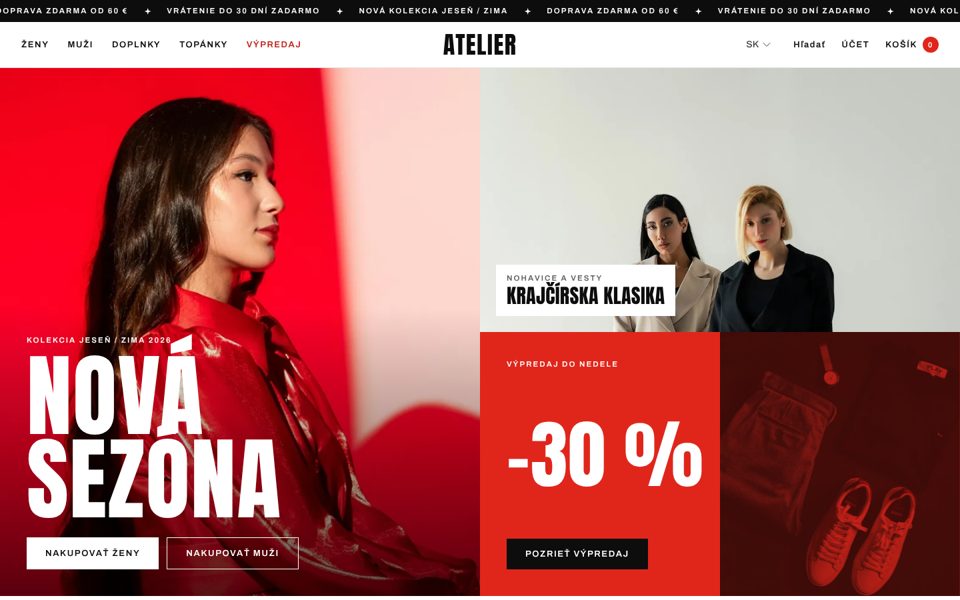 DOPRAVA ZDARMA OD 60 € ✦ VRÁTENIE DO 30 DNÍ ZADARMO ✦ NOVÁ KOLEKCIA JESEŇ / ZIMA ✦ DOPRAVA ZDARMA OD 60 € ✦ VRÁTENIE DO 30 DNÍ ZADARMO ✦ NOVÁ
ŽENY MUŽI DOPLNKY TOPÁNKY VÝPREDAJ ATELIER SK Hľadať ÚČET KOŠÍK 0
NOHAVICE A VESTY
KRAJČÍRSKA KLASIKA
KOLEKCIA JESEŇ / ZIMA 2026
NOVÁ
SEZÓNA
NAKUPOVAŤ ŽENY NAKUPOVAŤ MUŽI
VÝPREDAJ DO NEDELE
-30 %
POZRIEŤ VÝPREDAJ